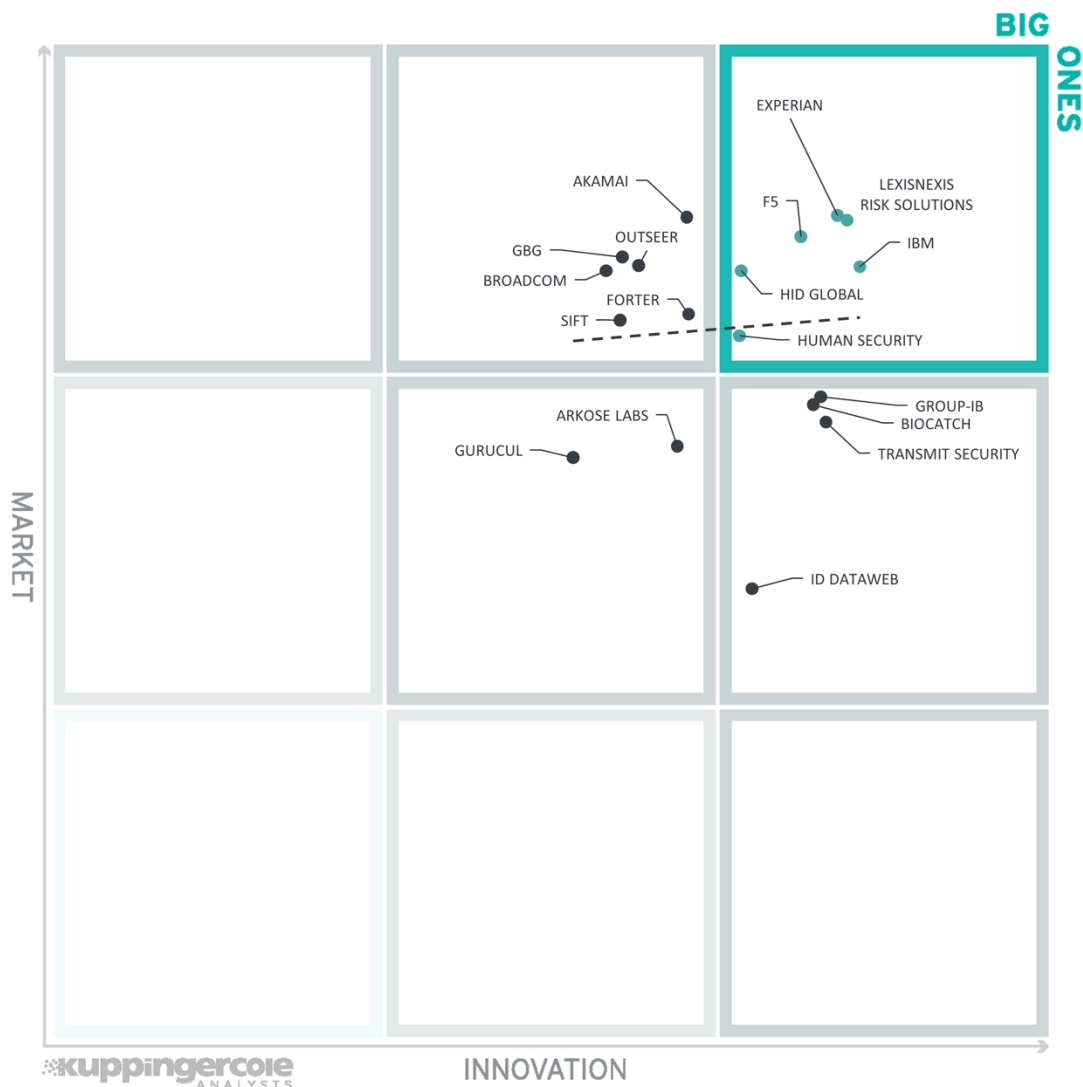 BIG
ONES
EXPERIAN
AKAMAI
LEXISNEXIS
RISK SOLUTIONS
F5
OUTSEER
IBM
GBG
BROADCOM
HID GLOBAL
FORTER
SIFT
HUMAN SECURITY
GROUP-IB
ARKOSE LABS
BIOCATCH
GURUCUL
TRANSMIT SECURITY
MARKET
ID DATAWEB
kuppingercole
ANALYSTS
INNOVATION